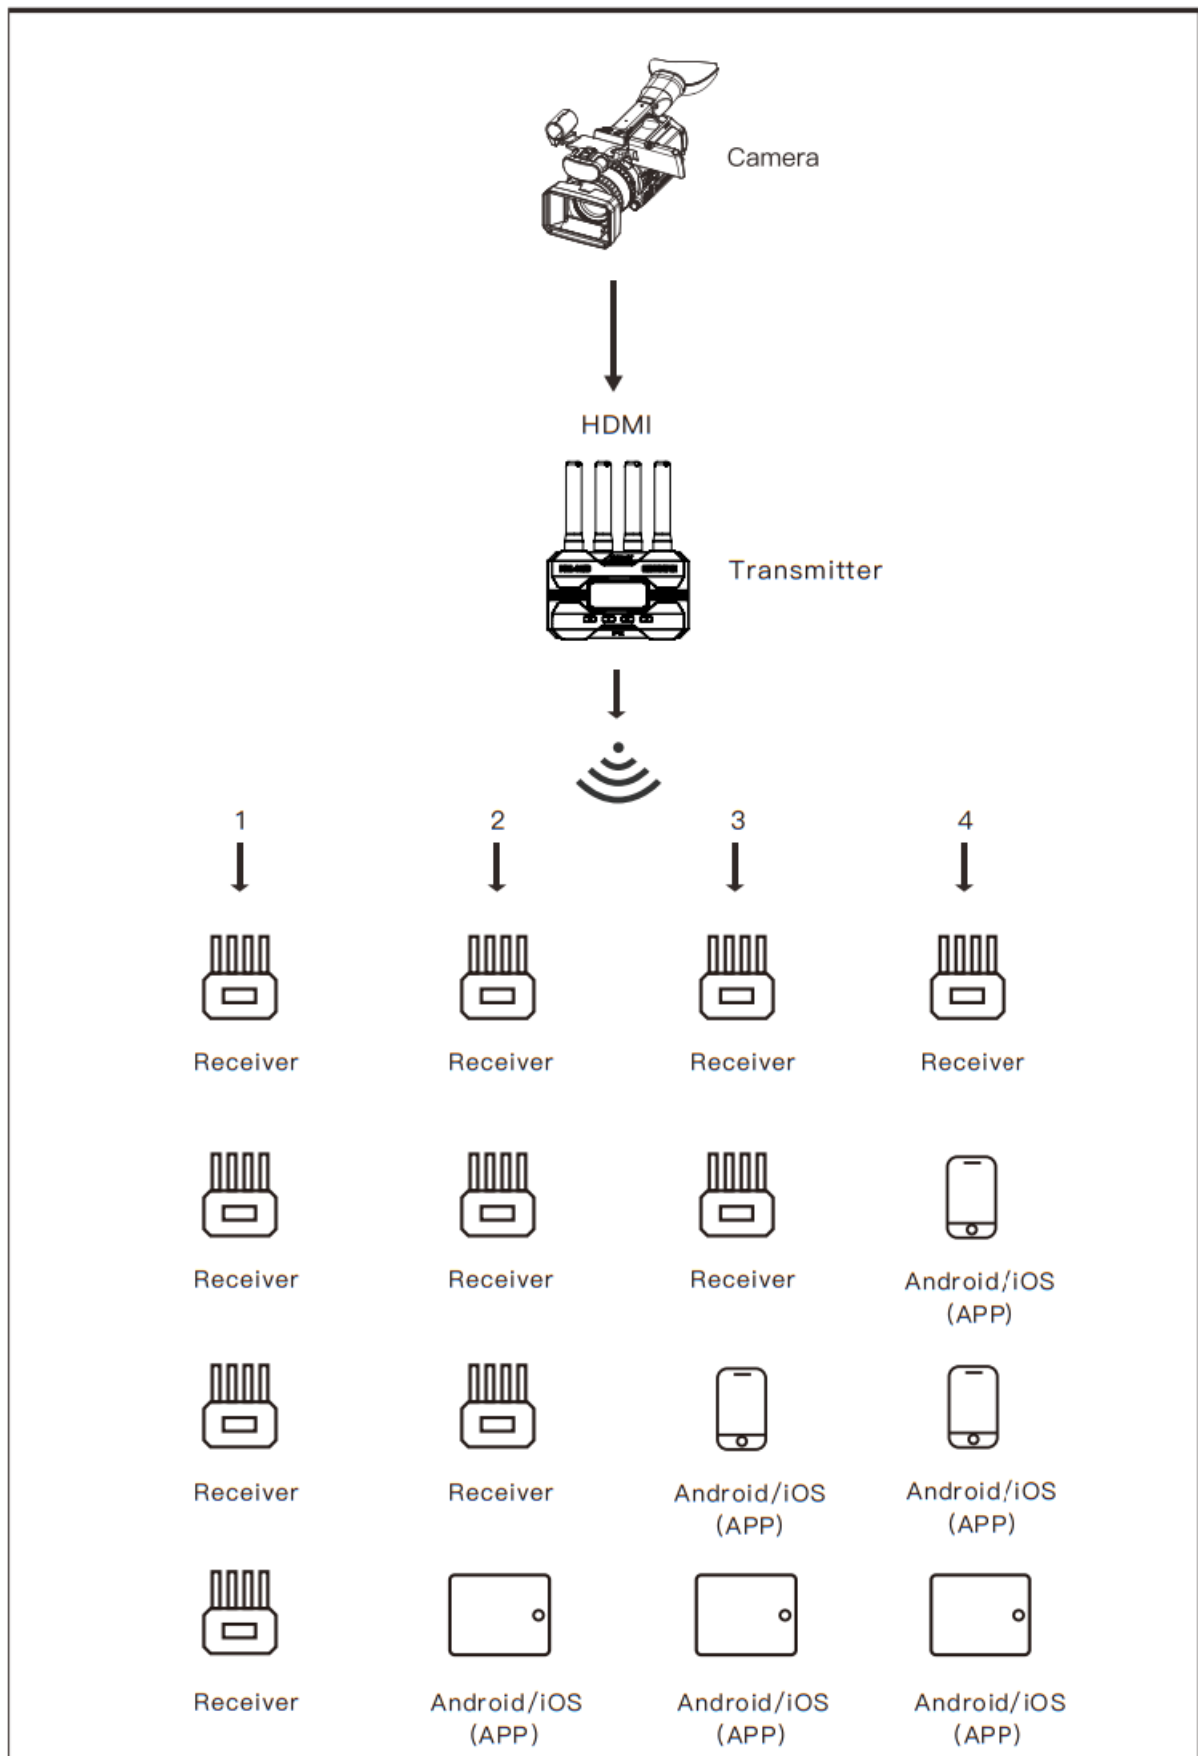 Camera
HDMI
Transmitter
1 2 3 4
Receiver Receiver Receiver Receiver
Receiver Receiver Receiver Android/iOS
(APP)
Receiver Receiver Android/iOS Android/iOS
(APP) (APP)
Receiver Android/iOS Android/iOS Android/iOS
(APP) (APP) (APP)